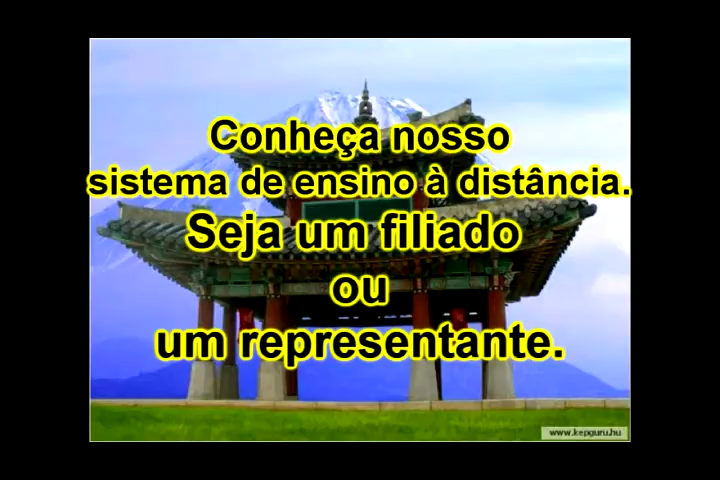 Conheça nosso
sistema de ensino à distância.
Seja um filiado
ou
um representante.
www.kepguru.hu